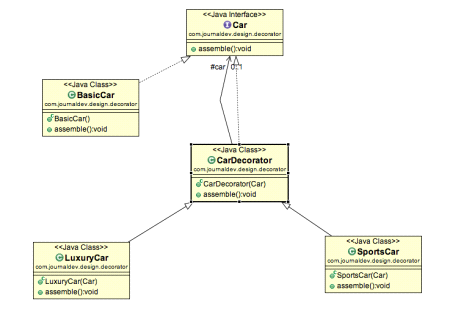 <<Java Interface>>
Car
com.journaldev.design.decorator
assemble():void
#car 0..1
<<Java Class>>
BasicCar
com.journaldev.design.decorator
BasicCar()
assemble():void
<<Java Class>>
CarDecorator
com.journaldev.design.decorator
CarDecorator(Car)
assemble():void
<<Java Class>>
LuxuryCar
com.journaldev.design.decorator
LuxuryCar(Car)
assemble():void
<<Java Class>>
SportsCar
com.journaldev.design.decorator
SportsCar(Car)
assemble():void